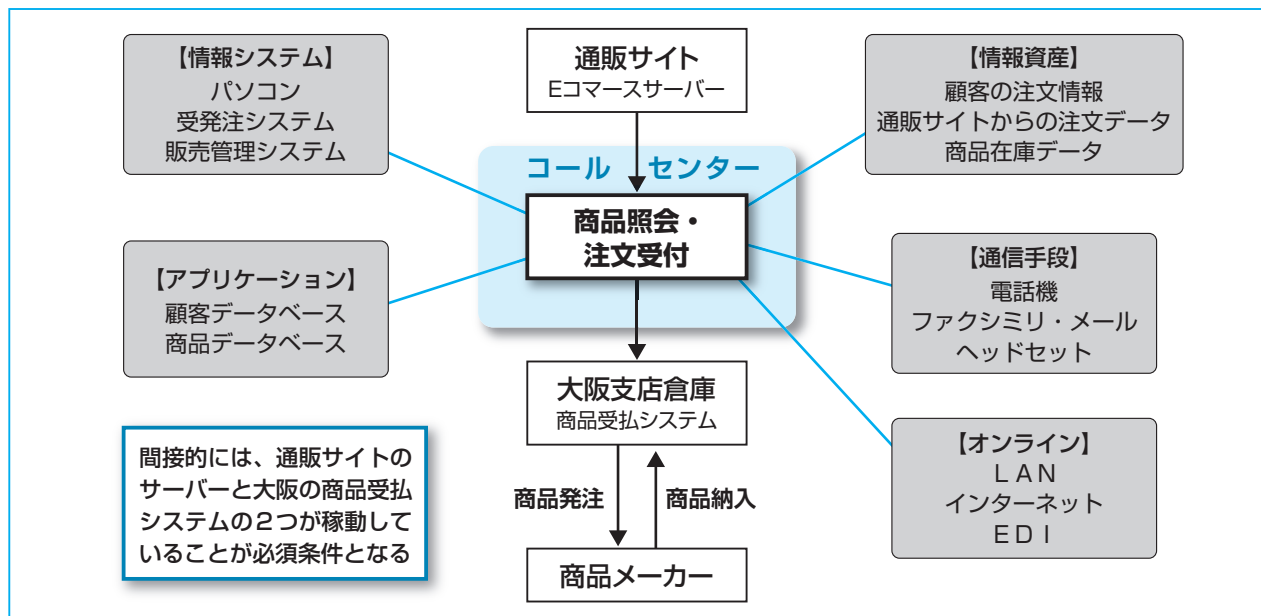 【情報システム】
パソコン
受発注システム
販売管理システム
通販サイト
Eコマースサーバー
【情報資産】
顧客の注文情報
通販サイトからの注文データ
商品在庫データ
コール センター
商品照会・
注文受付
【アプリケーション】
顧客データベース
商品データベース
【通信手段】
電話機
ファクシミリ・メール
ヘッドセット
大阪支店倉庫
商品受払システム
間接的には、通販サイトの
サーバーと大阪の商品受払
システムの2つが稼動して
いることが必須条件となる
商品発注
商品納入
【オンライン】
LAN
インターネット
EDI
商品メーカー